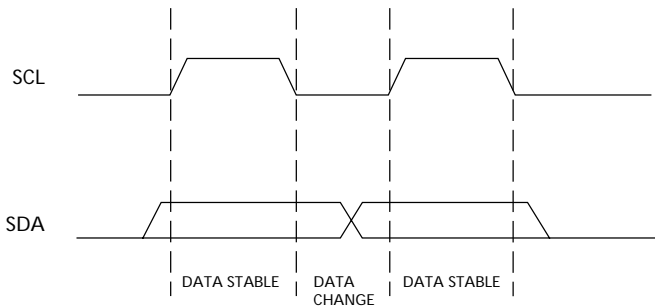 SCL
SDA
DATA STABLE
DATA
CHANGE
DATA STABLE